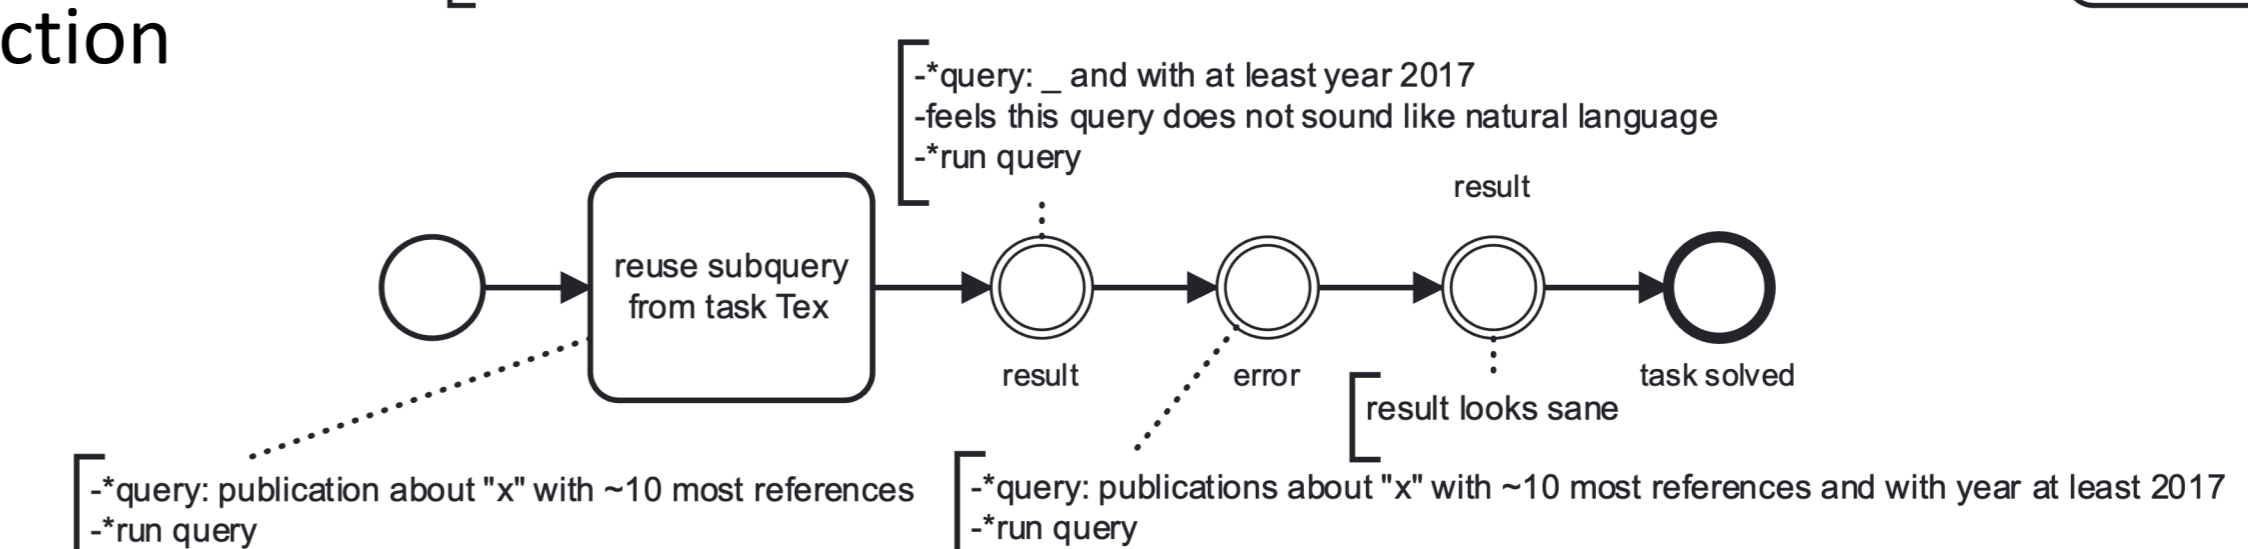 ction
-*query: _ and with at least year 2017
-feels this query does not sound like natural language
-*run query
result
reuse subquery
from task Tex
result
error
task solved
result looks sane
-*query: publication about "x" with ~10 most references
-*run query
-*query: publications about "x" with ~10 most references and with year at least 2017
-*run query